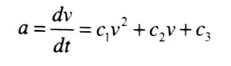 a = dv/dt = c₁v² + c₂v + c₃